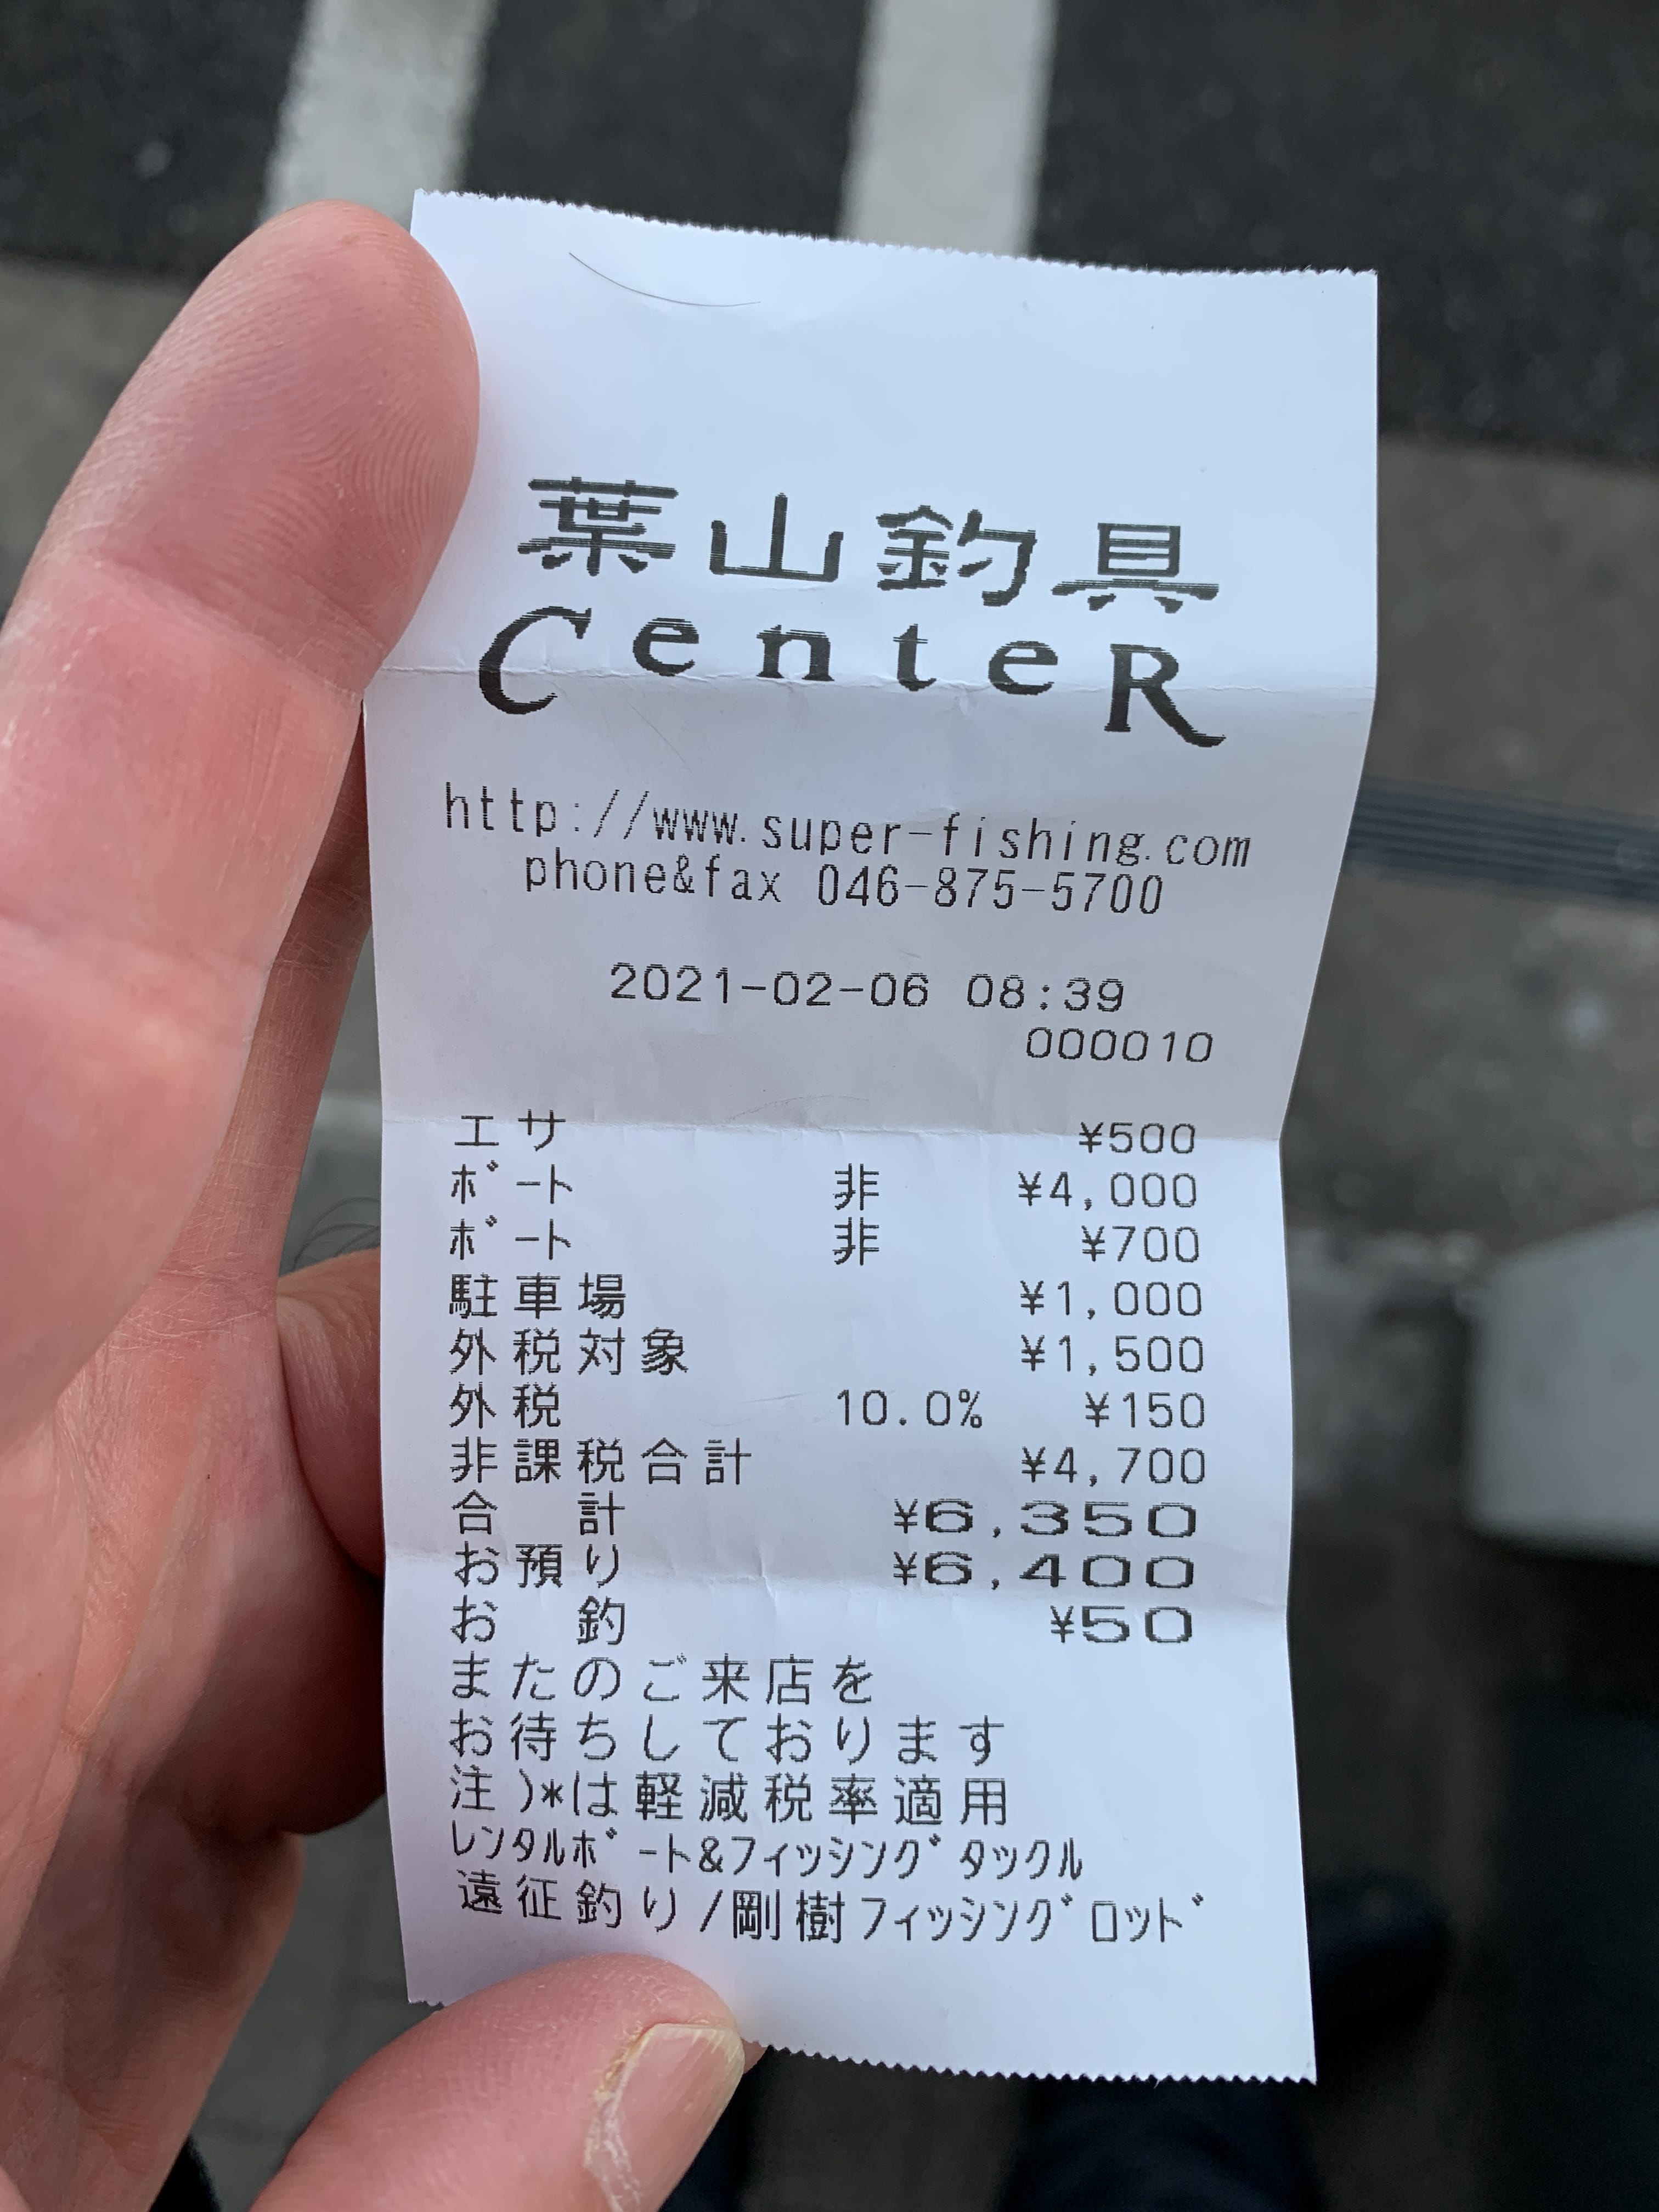 葉山釣具
CenteR
http://www.super-fishing.com
phone&fax 046-875-5700
2021-02-06 08:39
000010
エサ ¥500
ﾎﾞｰﾄ 非 ¥4,000
ﾎﾞｰﾄ 非 ¥700
駐車場 ¥1,000
外税対象 ¥1,500
外税 10.0% ¥150
非課税合計 ¥4,700
合 計 ¥6,350
お預り ¥6,400
お 釣 ¥50
またのご来店を
お待ちしております
注)*は軽減税率適用
ﾚﾝﾀﾙﾎﾞｰﾄ&ﾌｨｯｼﾝｸﾞﾀｯｸﾙ
遠征釣り/剛樹ﾌｨｯｼﾝｸﾞﾛｯﾄﾞ